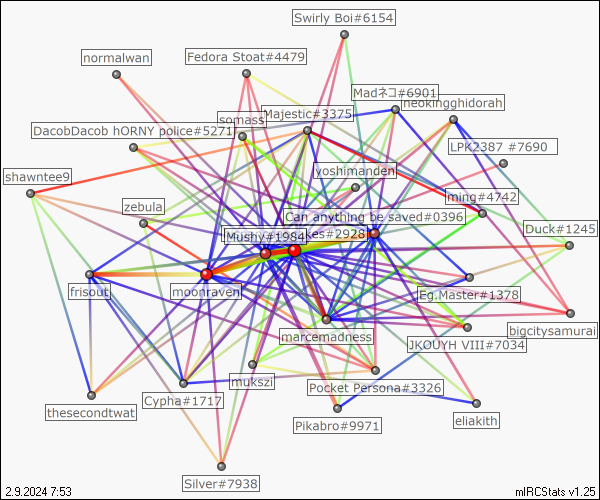 Swirly Boi#6154
normalwan
Fedora Stoat#4479
Madネコ#6901
neokingghidorah
somass
Majestic#3375
DacobDacob hORNY police#5271
LPK2387 #7690
shawntee9
yoshimanden
ming#4742
zebula
Can anything be saved#0396
Duck#1245
Mushy#1984
kes#2928
frisout
moonraven
Eg.Master#1378
marcemadness
bigcitysamurai
JKOUYH VIII#7034
mukszi
Pocket Persona#3326
Cypha#1717
thesecondtwat
eliakith
Pikabro#9971
Silver#7938
2.9.2024 7:53
mIRCStats v1.25